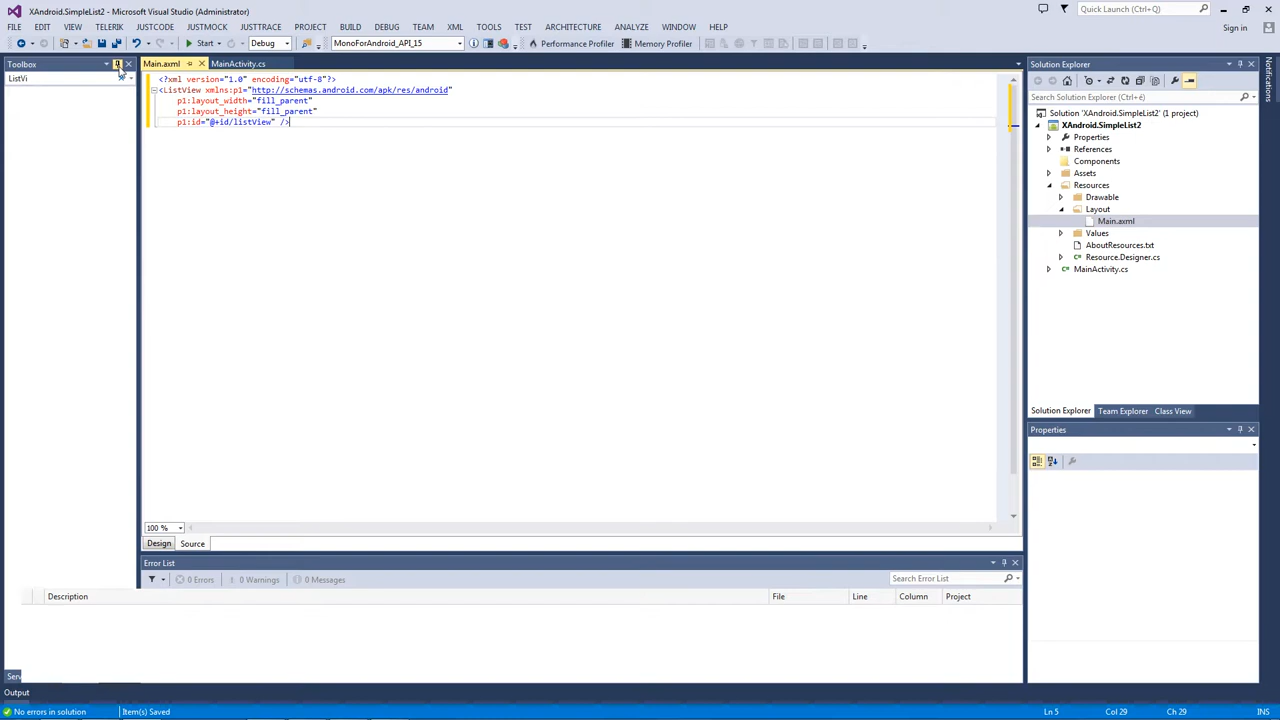 XAndroid.SimpleList2 - Microsoft Visual Studio (Administrator)
Quick Launch (Ctrl+Q)
FILE EDIT VIEW TELERIK JUSTCODE JUSTMOCK JUSTTRACE PROJECT BUILD DEBUG TEAM XML TOOLS TEST ARCHITECTURE ANALYZE WINDOW HELP
Sign in
Start Debug MonoForAndroid_API_15 Performance Profiler Memory Profiler
Toolbox
ListVi
Main.axml MainActivity.cs
<?xml version="1.0" encoding="utf-8"?>
<ListView xmlns:p1="http://schemas.android.com/apk/res/android"
p1:layout_width="fill_parent"
p1:layout_height="fill_parent"
p1:id="@+id/listView" />
100 %
Design Source
Error List
0 Errors 0 Warnings 0 Messages
Search Error List
Description File Line Column Project
Serv
Output
Solution Explorer
Solution 'XAndroid.SimpleList2' (1 project)
XAndroid.SimpleList2
Properties
References
Components
Assets
Resources
Drawable
Layout
Main.axml
Values
AboutResources.txt
Resource.Designer.cs
MainActivity.cs
Solution Explorer Team Explorer Class View
Properties
Notifications
No errors in solution Item(s) Saved Ln 5 Col 29 Ch 29 INS